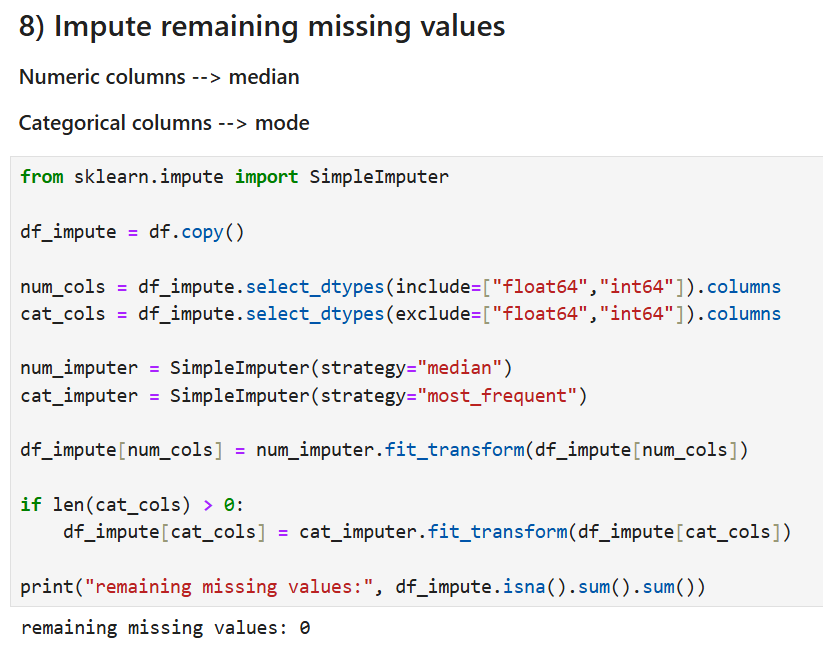 8) Impute remaining missing values
Numeric columns --> median
Categorical columns --> mode
from sklearn.impute import SimpleImputer
df_impute = df.copy()
num_cols = df_impute.select_dtypes(include=["float64","int64"]).columns
cat_cols = df_impute.select_dtypes(exclude=["float64","int64"]).columns
num_imputer = SimpleImputer(strategy="median")
cat_imputer = SimpleImputer(strategy="most_frequent")
df_impute[num_cols] = num_imputer.fit_transform(df_impute[num_cols])
if len(cat_cols) > 0:
    df_impute[cat_cols] = cat_imputer.fit_transform(df_impute[cat_cols])
print("remaining missing values:", df_impute.isna().sum().sum())
remaining missing values: 0